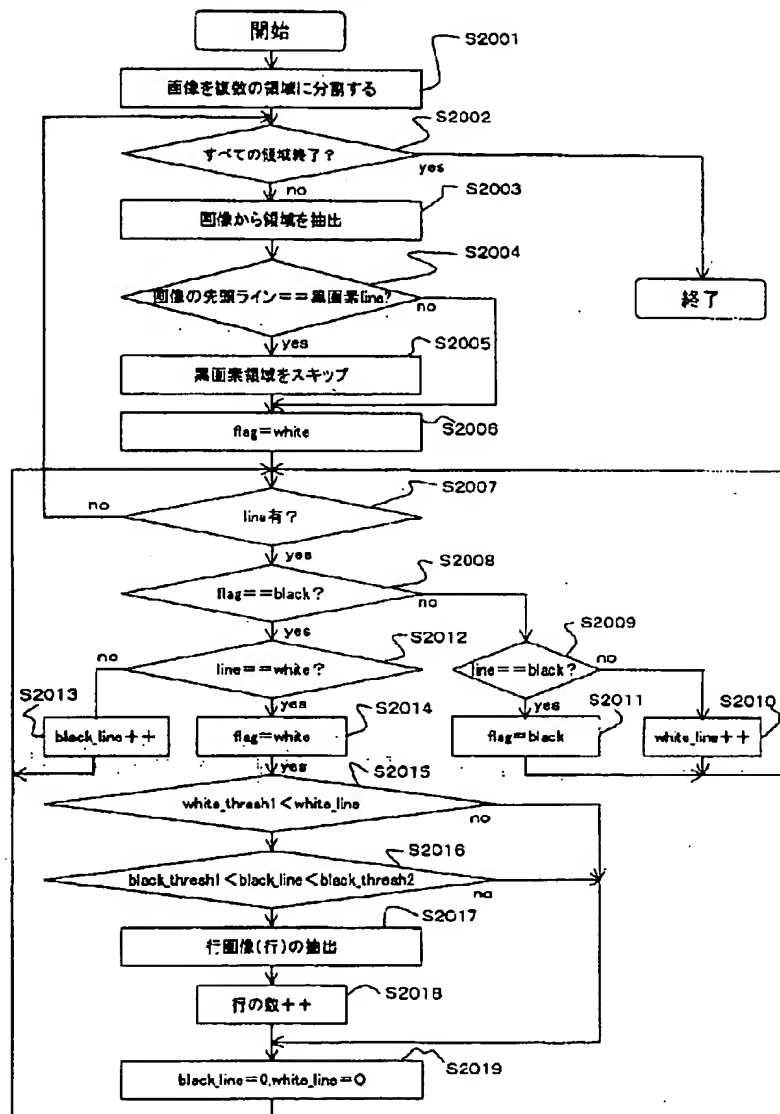 開始
S2001
画像を複数の領域に分割する
S2002
すべての領域終了?
yes
no
S2003
画像から領域を抽出
S2004
画像の先頭ライン==黒画素line?
no
終了
yes
S2005
黒画素領域をスキップ
S2006
flag=white
S2007
no
line有?
yes
S2008
flag==black?
no
yes
S2009
S2012
no
line==white?
line==black?
no
S2013
yes
S2014
yes
S2011
S2010
black_line++
flag=white
flag=black
white_line++
yes
S2015
white_thresh1<white_line
no
S2016
black_thresh1<black_line<black_thresh2
no
S2017
行画像(行)の抽出
S2018
行の数++
S2019
black_line=0,white_line=0